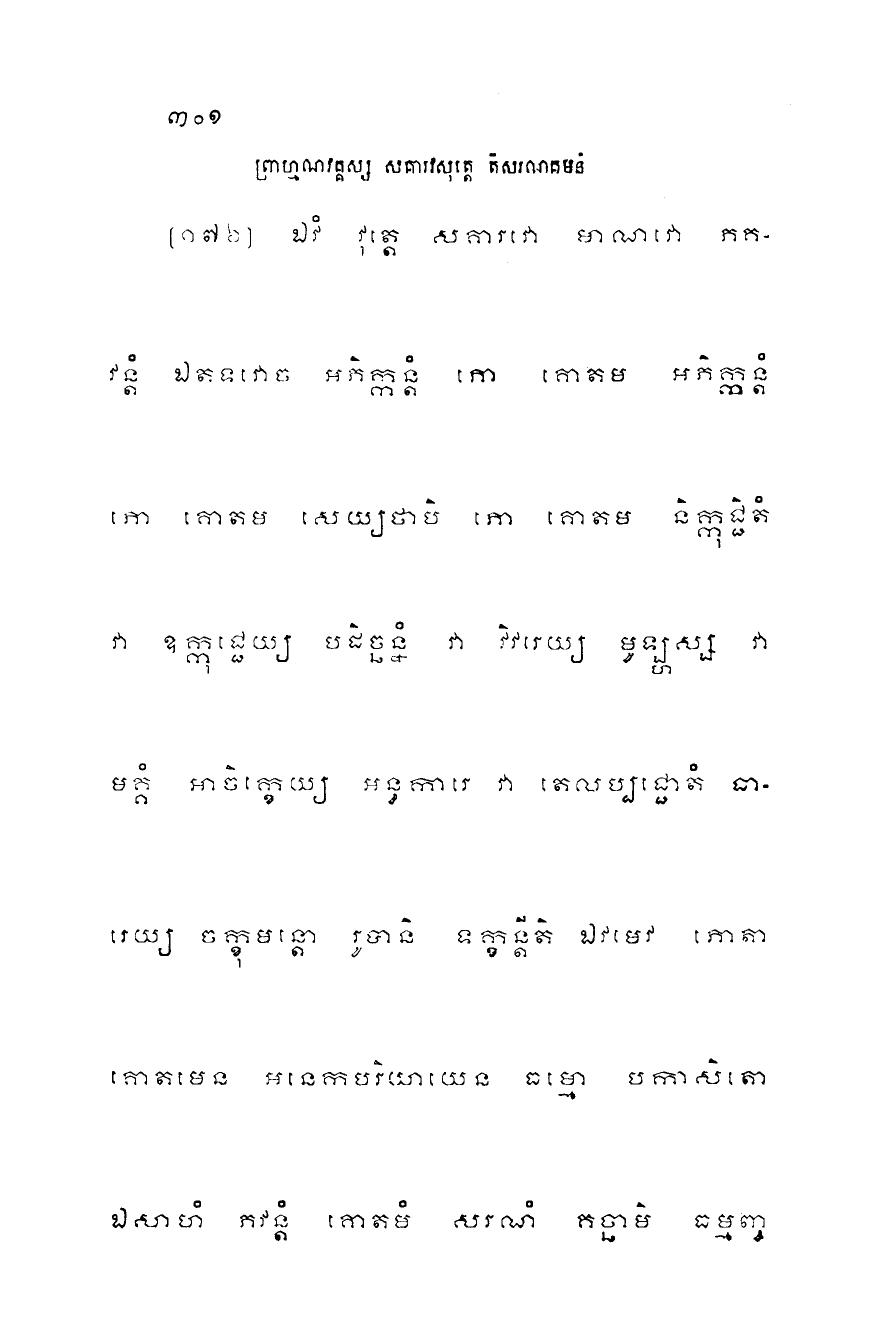 ៣០១
ព្រាហ្មណវគ្គស្ស សគារវសុត្តេ តិសរណគមនំ
[១៧៦] ឯវំ វុត្តេ សគារវោ មាណវោ ភគ-
វន្តំ ឯតទវោច អភិក្កន្តំ ភោ គោតម អភិក្កន្តំ
ភោ គោតម សេយ្យថាបិ ភោ គោតម និក្កុជ្ជិតំ
វា ឧក្កុជ្ជេយ្យ បដិច្ឆន្នំ វា វិវរេយ្យ មូឡ្ហស្ស វា
មគ្គំ អាចិក្ខេយ្យ អន្ធការេ វា តេលប្បជ្ជោតំ ធា-
រេយ្យ ចក្ខុមន្តោ រូបានិ ទក្ខន្តីតិ ឯវមេវ ភោតា
គោតមេន អនេកបរិយាយេន ធម្មោ បកាសិតោ
ឯសាហំ ភវន្តំ គោតមំ សរណំ គច្ឆាមិ ធម្មញ្ច